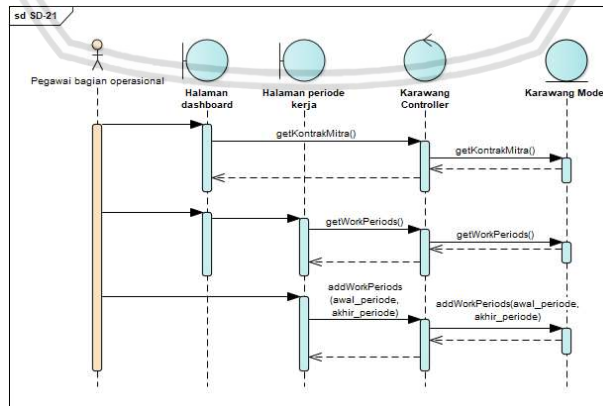 sd SD-21
Pegawai bagian operasional
Halaman
dashboard
Halaman periode
kerja
Karawang
Controller
Karawang Model
getKontrakMitra()
getKontrakMitra()
getWorkPeriods()
getWorkPeriods()
addWorkPeriods
(awal_periode,
akhir_periode)
addWorkPeriods(awal_periode,
akhir_periode)